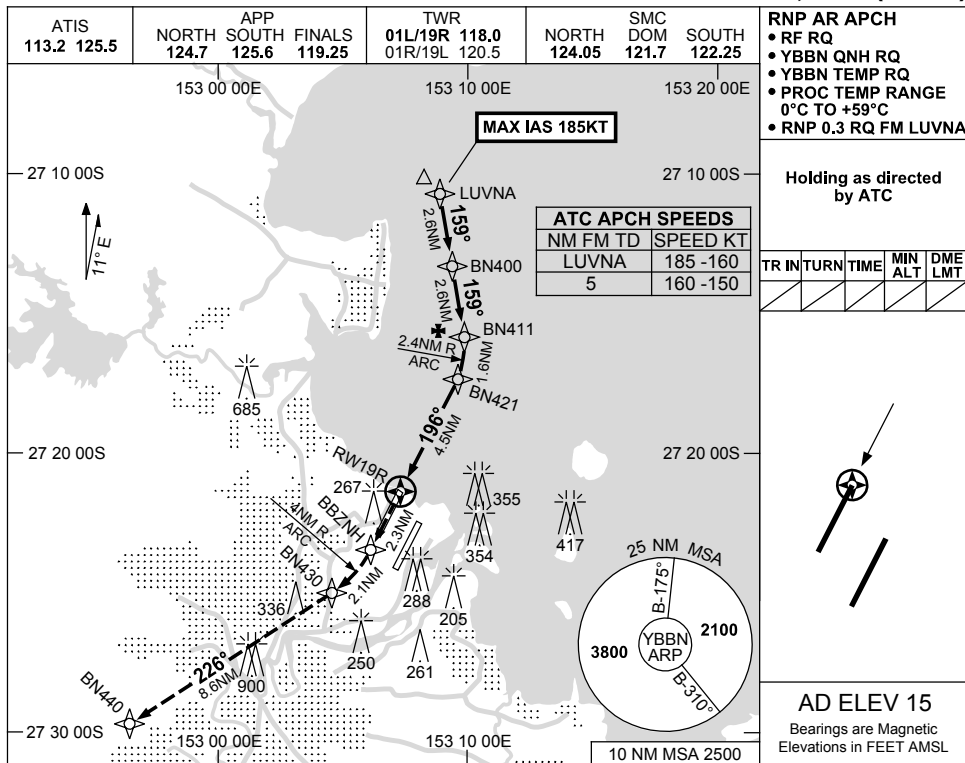 ATIS
113.2 125.5
APP
NORTH SOUTH FINALS
124.7 125.6 119.25
TWR
01L/19R 118.0
01R/19L 120.5
SMC
NORTH DOM SOUTH
124.05 121.7 122.25
RNP AR APCH
• RF RQ
• YBBN QNH RQ
• YBBN TEMP RQ
• PROC TEMP RANGE
0°C TO +59°C
• RNP 0.3 RQ FM LUVNA
Holding as directed
by ATC
TR IN TURN TIME MIN ALT DME LMT
AD ELEV 15
Bearings are Magnetic
Elevations in FEET AMSL
153 00 00E
153 10 00E
153 20 00E
MAX IAS 185KT
27 10 00S
27 10 00S
LUVNA
11° E
159°
2.6NM
ATC APCH SPEEDS
NM FM TD SPEED KT
LUVNA 185 -160
5 160 -150
BN400
159°
2.6NM
BN411
2.4NM R
ARC
1.6NM
BN421
685
196°
4.5NM
27 20 00S
27 20 00S
RW19R
267
355
354
417
BBZNH
2.3NM
4NM R
ARC
BN430
2.1NM
336
288
205
250
261
900
226°
8.6NM
BN440
25 NM MSA
B-175°
3800
YBBN
ARP
2100
B-310°
27 30 00S
153 00 00E
153 10 00E
10 NM MSA 2500